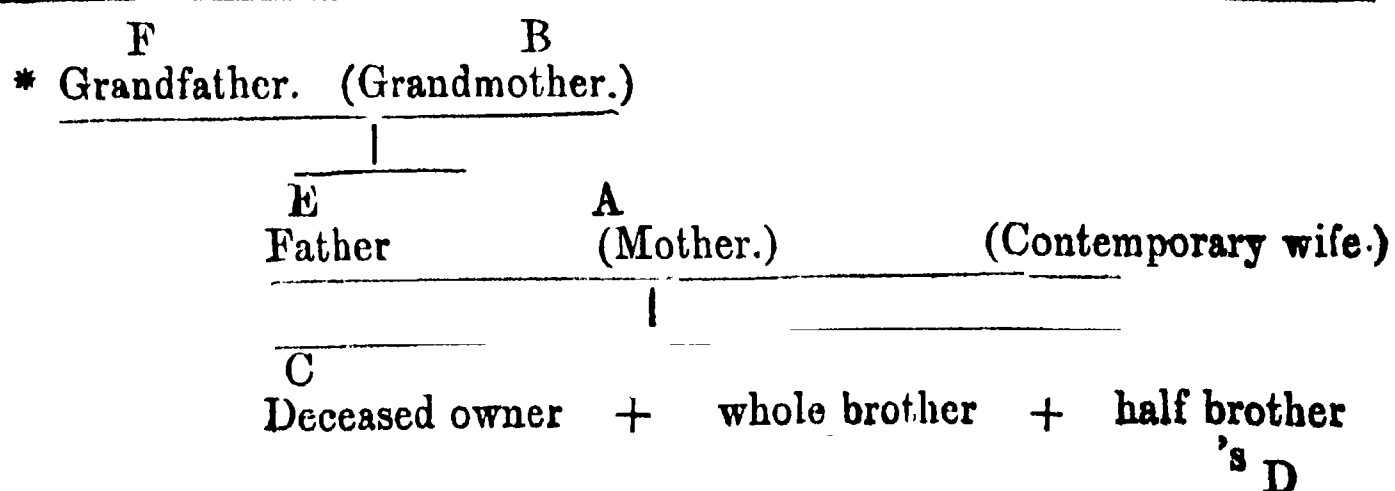 F B
* Grandfather. (Grandmother.)
E A
Father (Mother.) (Contemporary wife.)
C
Deceased owner + whole brother + half brother
's D